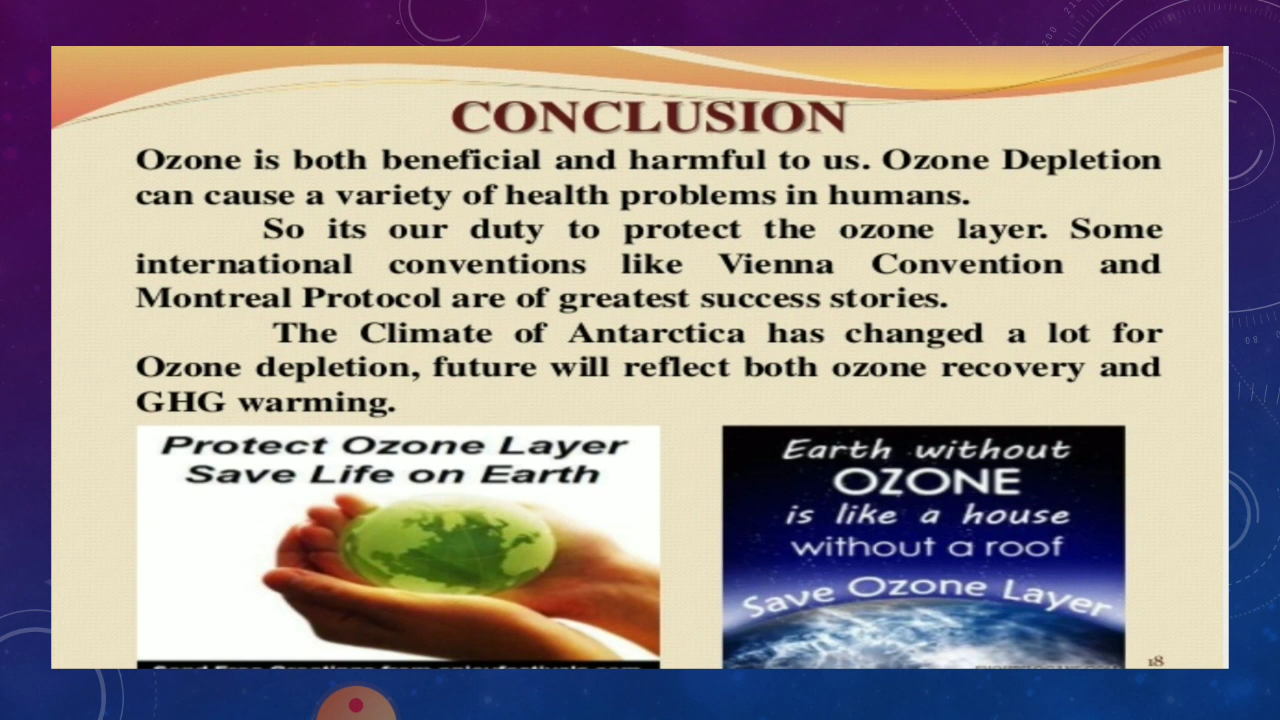 CONCLUSION
Ozone is both beneficial and harmful to us. Ozone Depletion
can cause a variety of health problems in humans.
So its our duty to protect the ozone layer. Some
international conventions like Vienna Convention and
Montreal Protocol are of greatest success stories.
The Climate of Antarctica has changed a lot for
Ozone depletion, future will reflect both ozone recovery and
GHG warming.
Protect Ozone Layer
Save Life on Earth
Earth without
OZONE
is like a house
without a roof
Save Ozone Layer
18
200
80